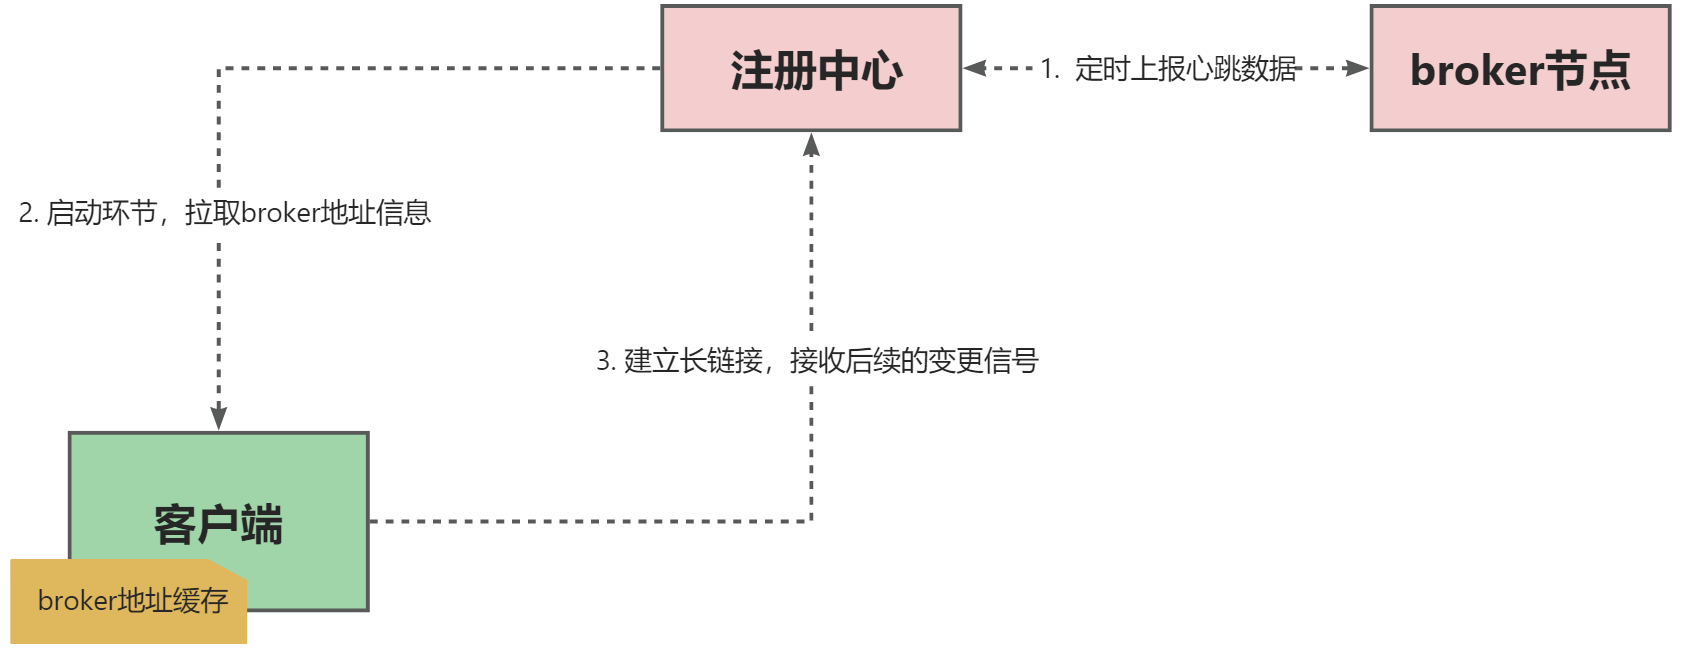 注册中心
1. 定时上报心跳数据
broker节点
2. 启动环节，拉取broker地址信息
3. 建立长链接，接收后续的变更信号
客户端
broker地址缓存